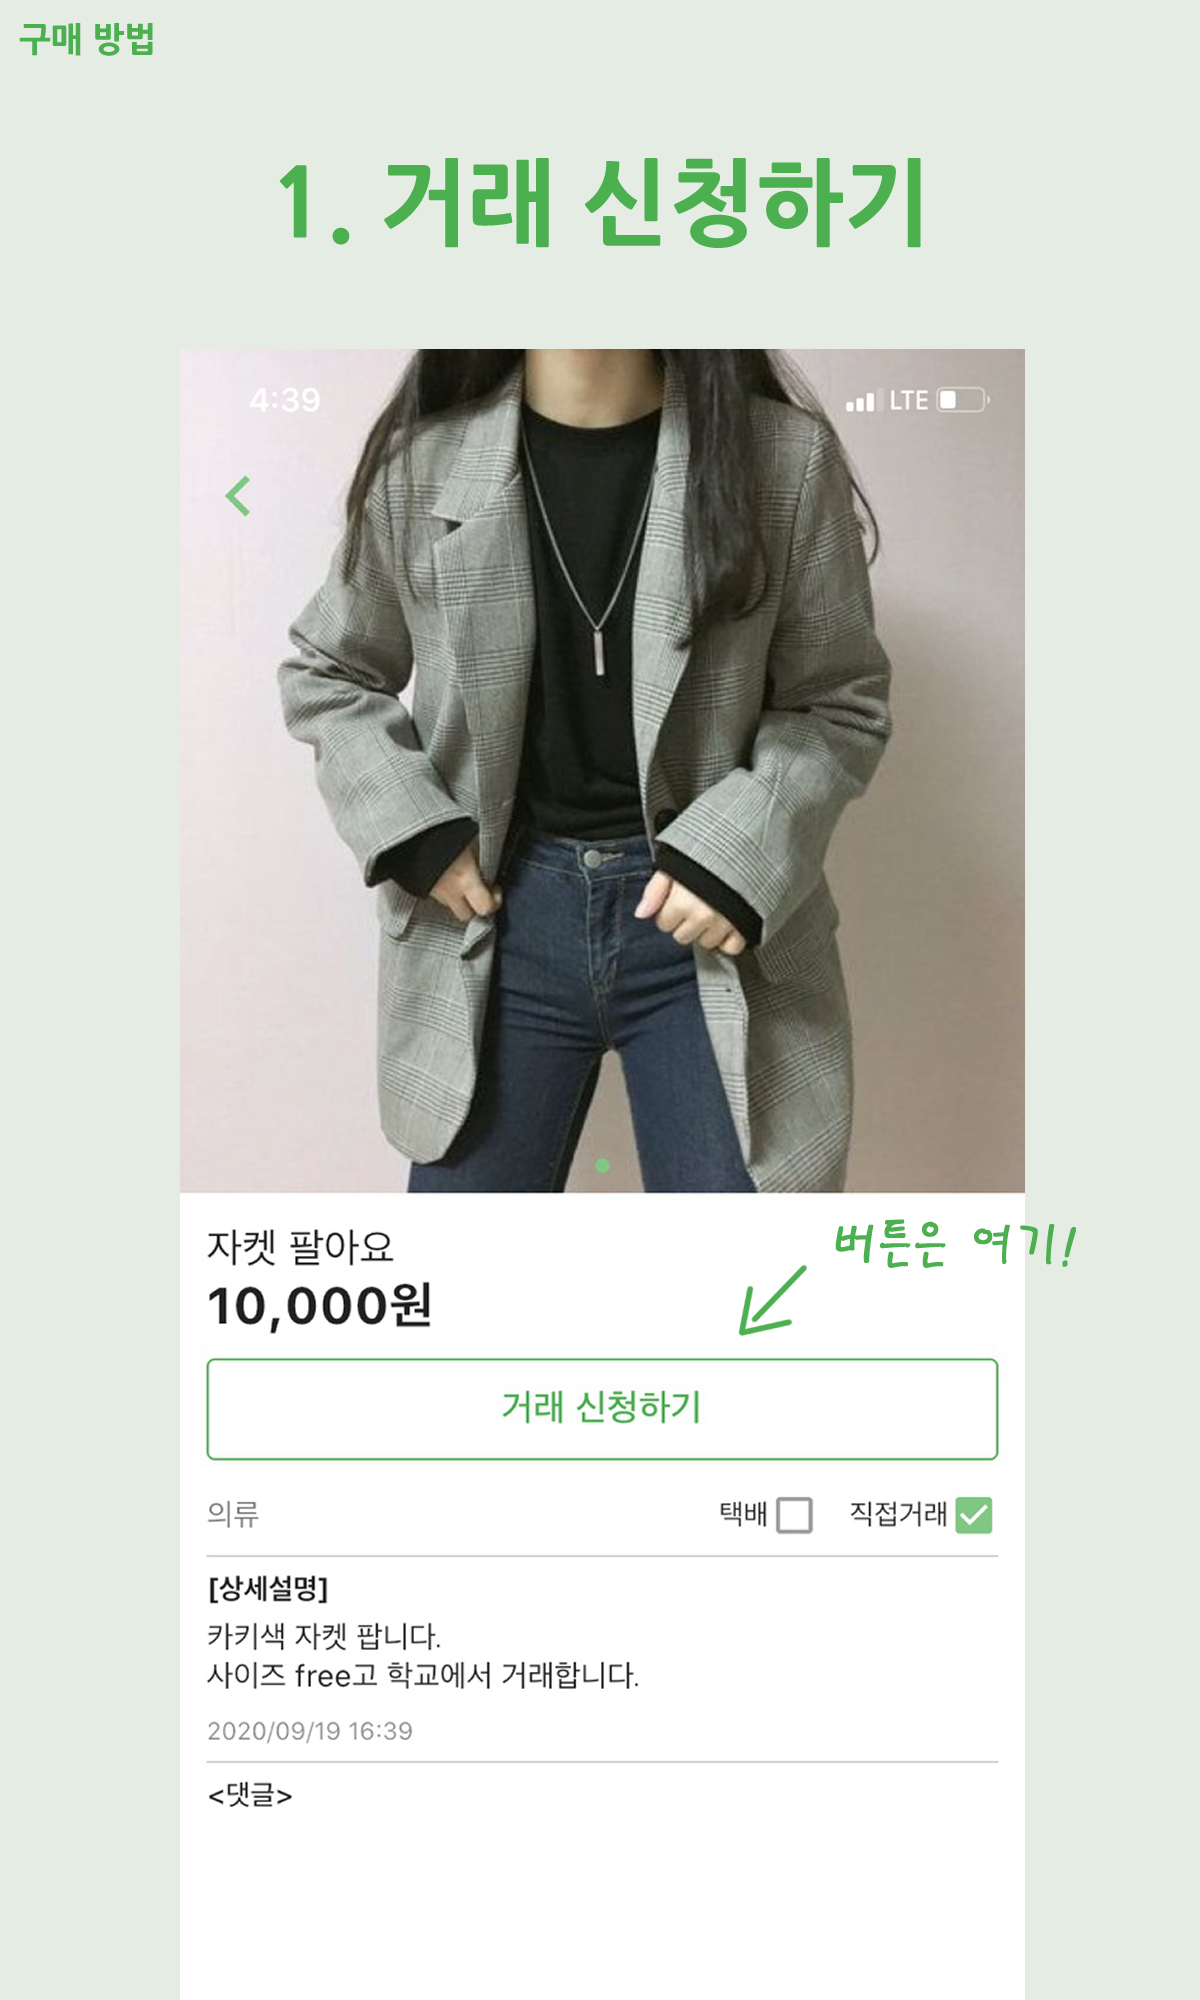 구매 방법
1. 거래 신청하기
4:39 LTE
자켓 팔아요
버튼은 여기!
10,000원
거래 신청하기
의류 택배 직접거래
[상세설명]
카키색 자켓 팝니다.
사이즈 free고 학교에서 거래합니다.
2020/09/19 16:39
<댓글>